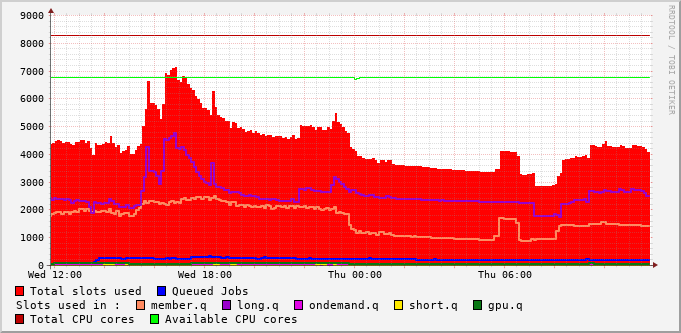 9000
8000
7000
6000
5000
4000
3000
2000
1000
0
Wed 12:00 Wed 18:00 Thu 00:00 Thu 06:00
RRDTOOL / TOBI OETIKER
Total slots used Queued Jobs
Slots used in : member.q long.q ondemand.q short.q gpu.q
Total CPU cores Available CPU cores